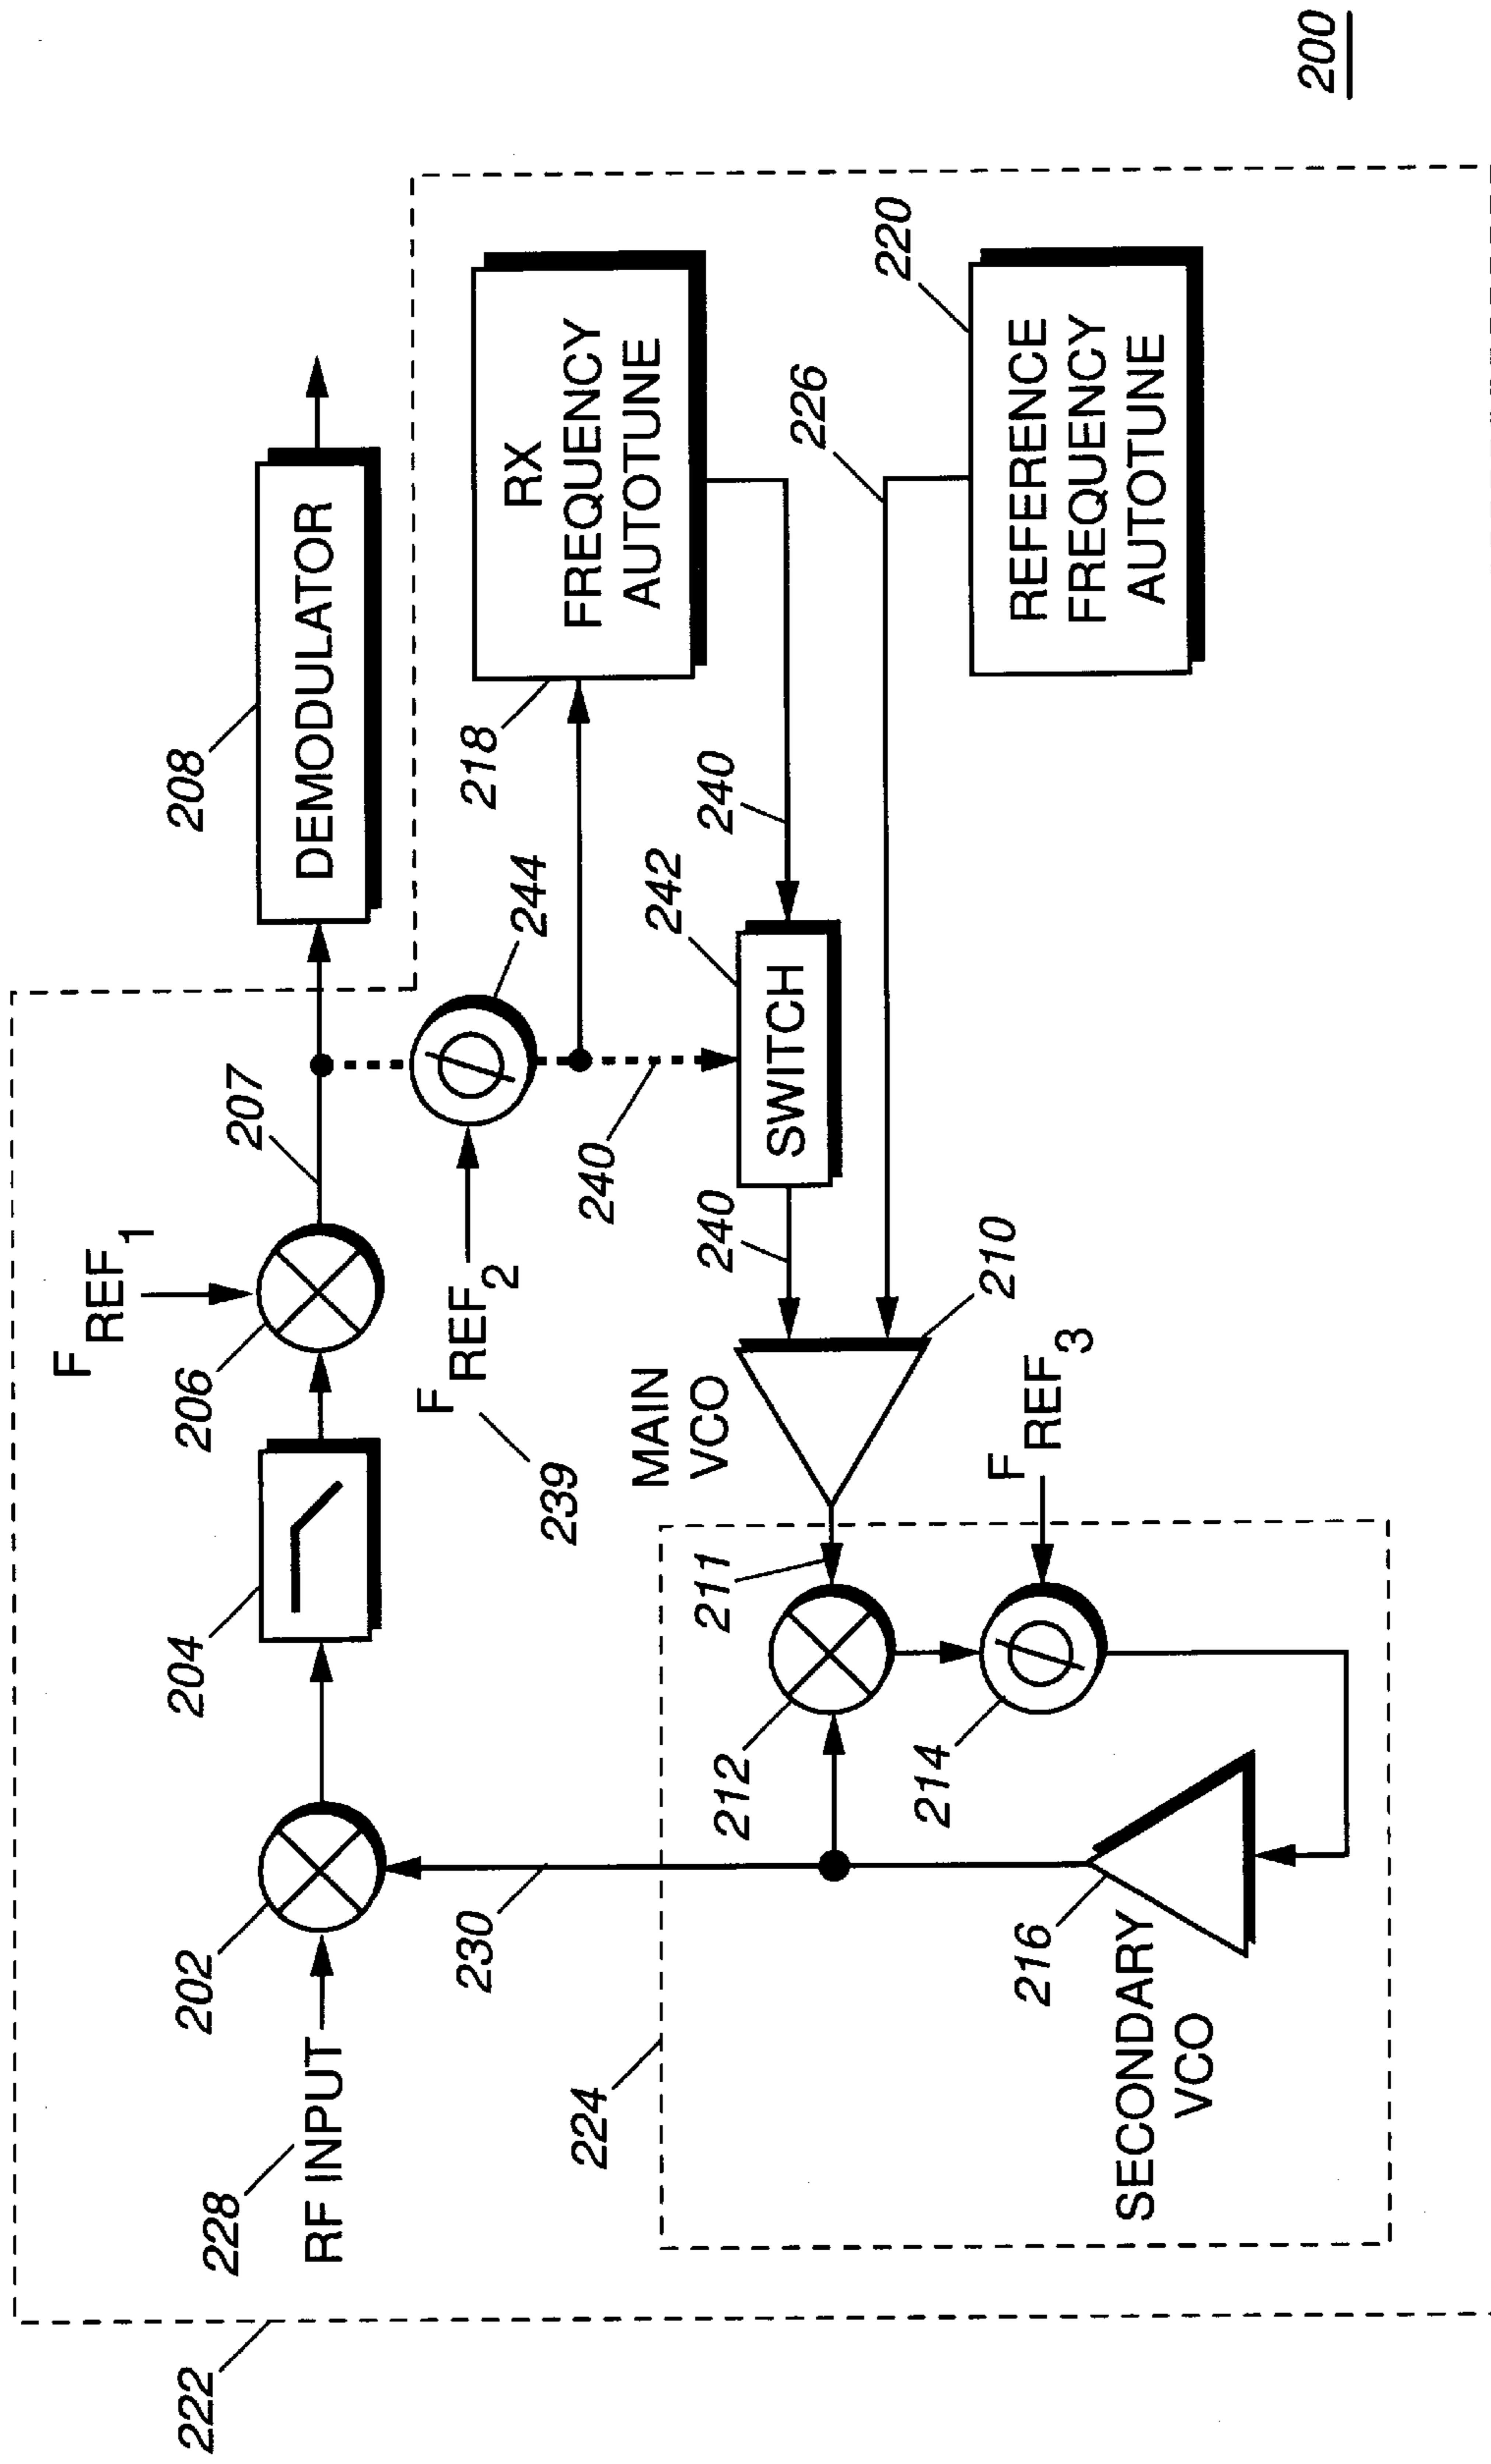 222
228
RF INPUT
202
204
206
F REF 1
207
208
DEMODULATOR
230
224
239
F REF 2
244
240
218
RX
FREQUENCY
AUTOTUNE
242
SWITCH
240
240
MAIN
VCO
210
226
220
REFERENCE
FREQUENCY
AUTOTUNE
211
212
214
F REF 3
216
SECONDARY
VCO
200